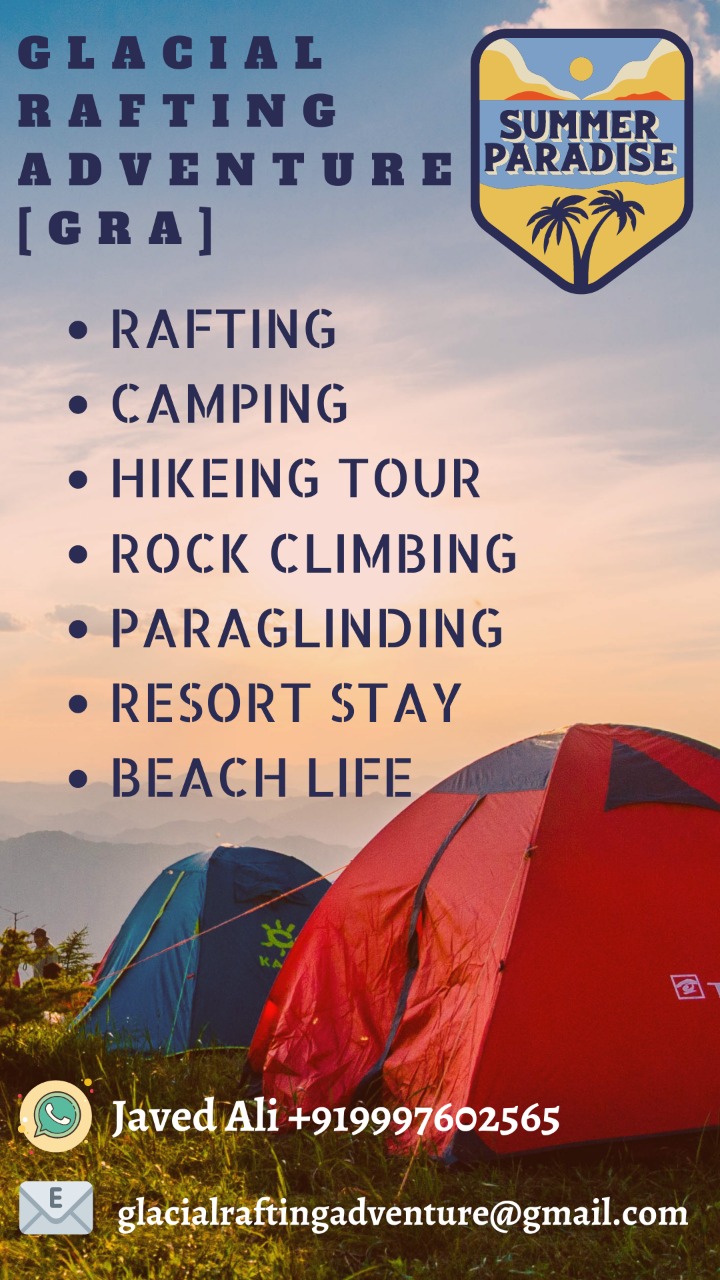 GLACIAL
RAFTING
ADVENTURE
[GRA]
SUMMER
PARADISE
• RAFTING
• CAMPING
• HIKEING TOUR
• ROCK CLIMBING
• PARAGLINDING
• RESORT STAY
• BEACH LIFE
Javed Ali +919997602565
E
glacialraftingadventure@gmail.com